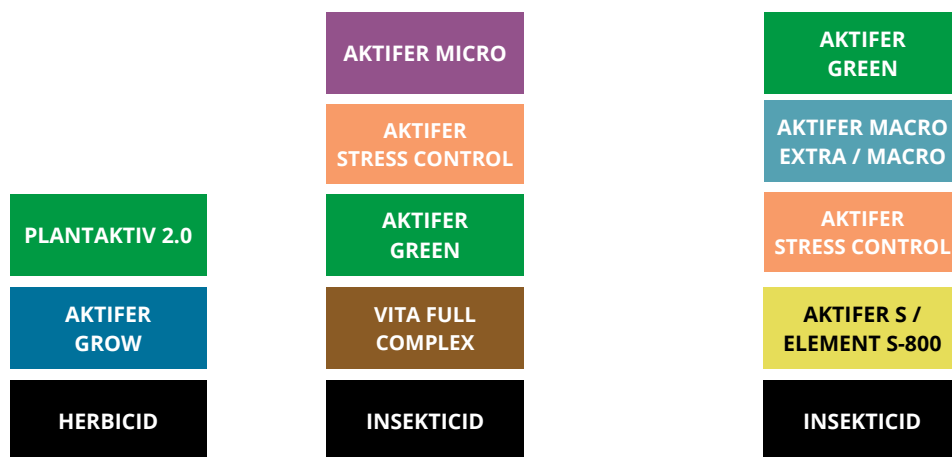 PLANTAKTIV 2.0
AKTIFER
GROW
HERBICID
AKTIFER MICRO
AKTIFER
STRESS CONTROL
AKTIFER
GREEN
VITA FULL
COMPLEX
INSEKTICID
AKTIFER
GREEN
AKTIFER MACRO
EXTRA / MACRO
AKTIFER
STRESS CONTROL
AKTIFER S /
ELEMENT S-800
INSEKTICID